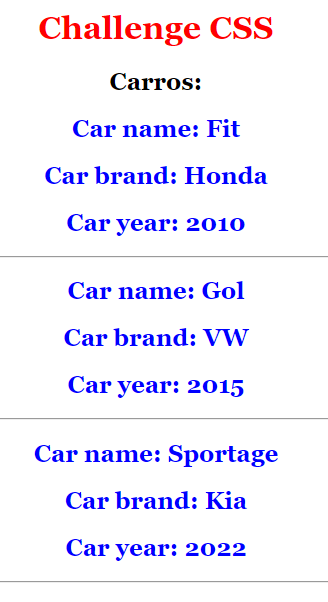 Challenge CSS
Carros:
Car name: Fit
Car brand: Honda
Car year: 2010
Car name: Gol
Car brand: VW
Car year: 2015
Car name: Sportage
Car brand: Kia
Car year: 2022